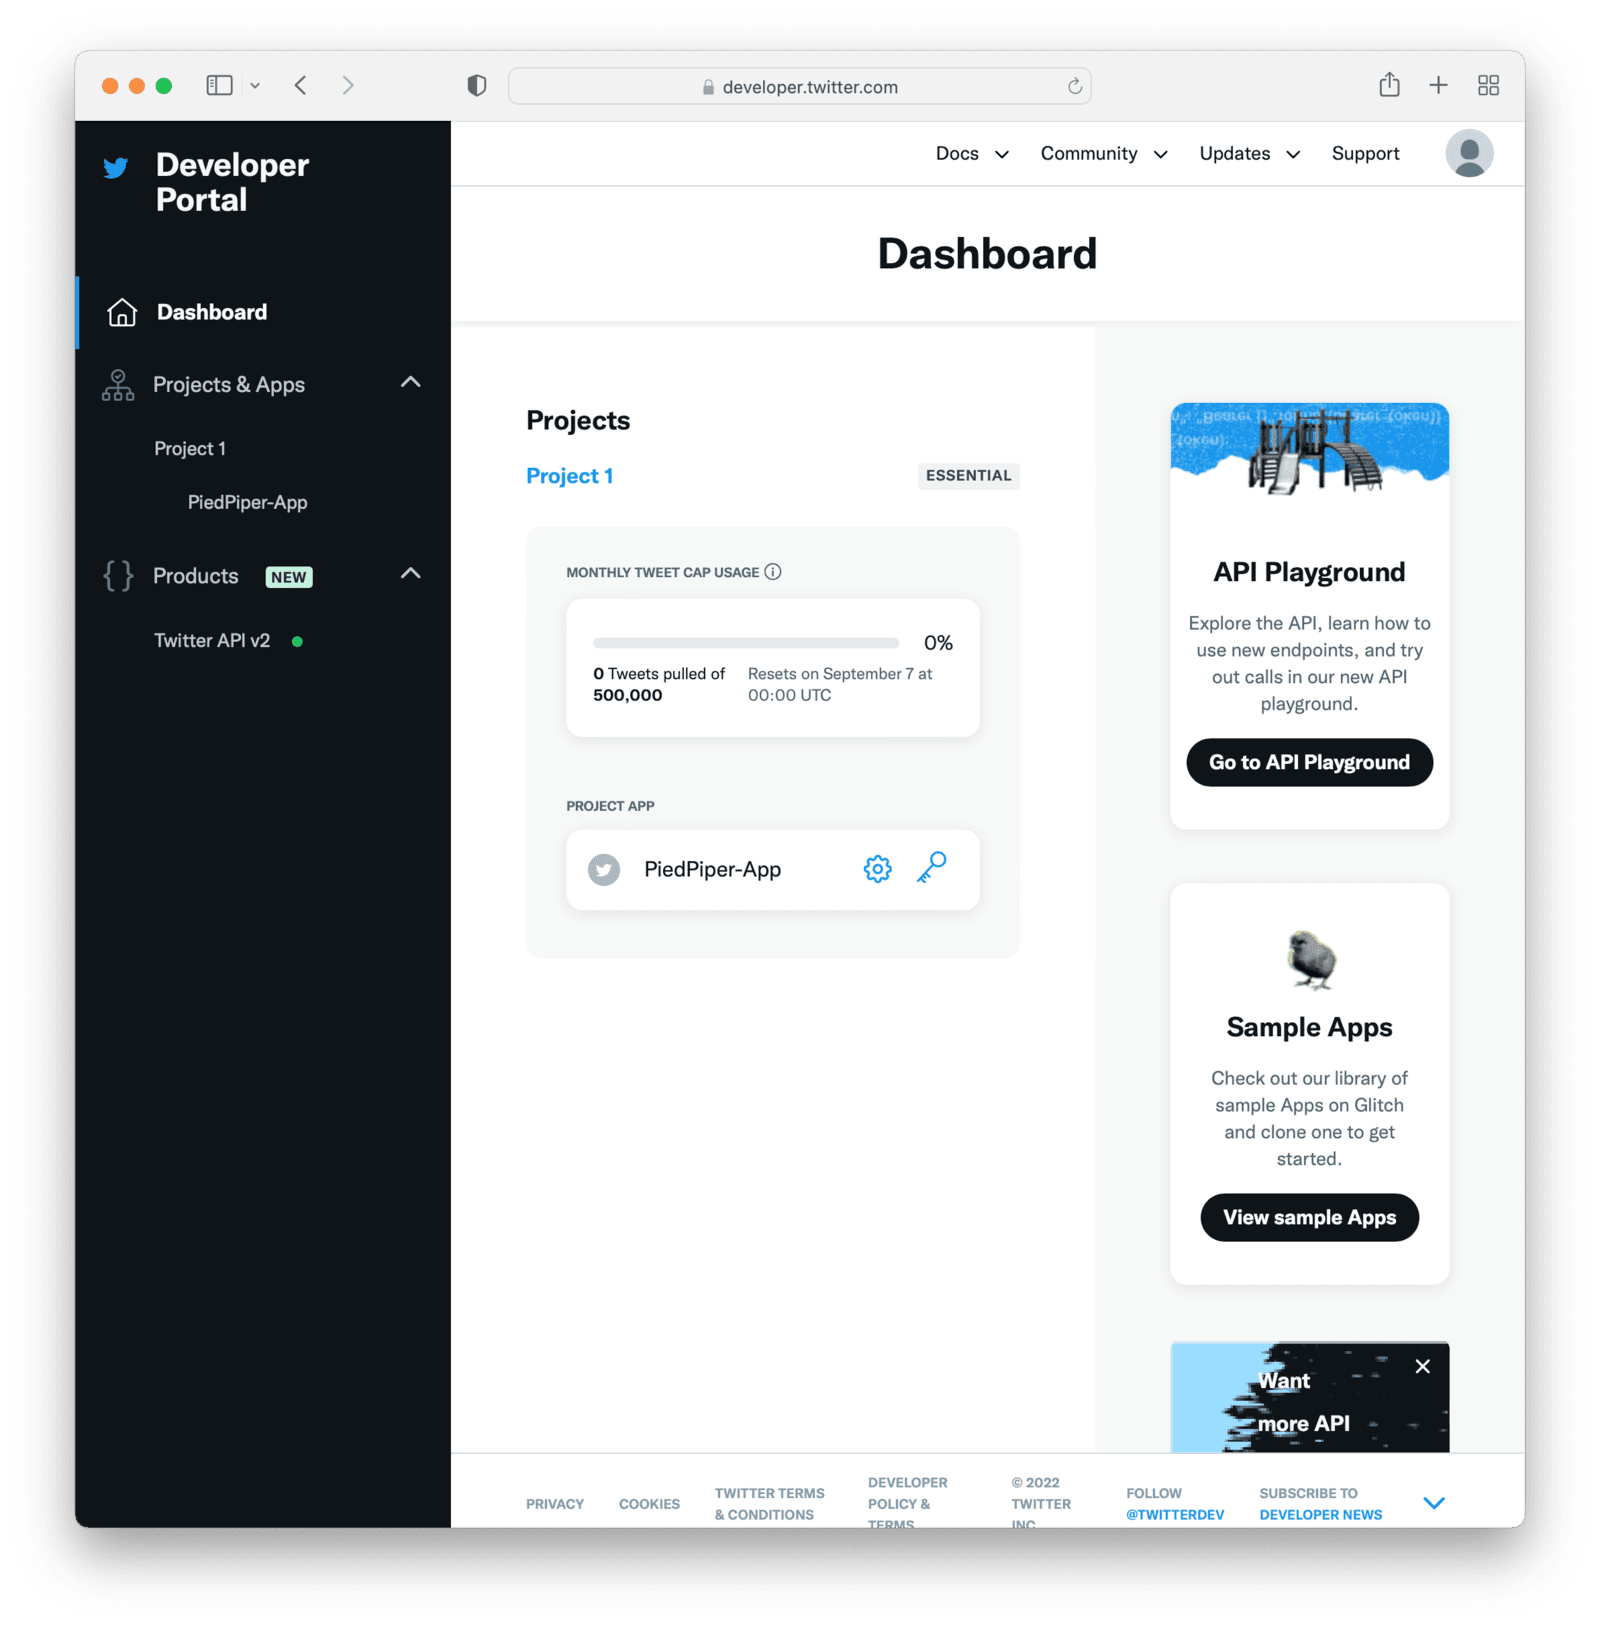 developer.twitter.com
Developer
Portal
Dashboard
Projects & Apps
Project 1
PiedPiper-App
Products NEW
Twitter API v2
Docs Community Updates Support
Dashboard
Projects
Project 1 ESSENTIAL
MONTHLY TWEET CAP USAGE
0%
0 Tweets pulled of
500,000
Resets on September 7 at
00:00 UTC
PROJECT APP
PiedPiper-App
API Playground
Explore the API, learn how to
use new endpoints, and try
out calls in our new API
playground.
Go to API Playground
Sample Apps
Check out our library of
sample Apps on Glitch
and clone one to get
started.
View sample Apps
Want
more API
PRIVACY
COOKIES
TWITTER TERMS
& CONDITIONS
DEVELOPER
POLICY &
TERMS
© 2022
TWITTER
INC.
FOLLOW
@TWITTERDEV
SUBSCRIBE TO
DEVELOPER NEWS